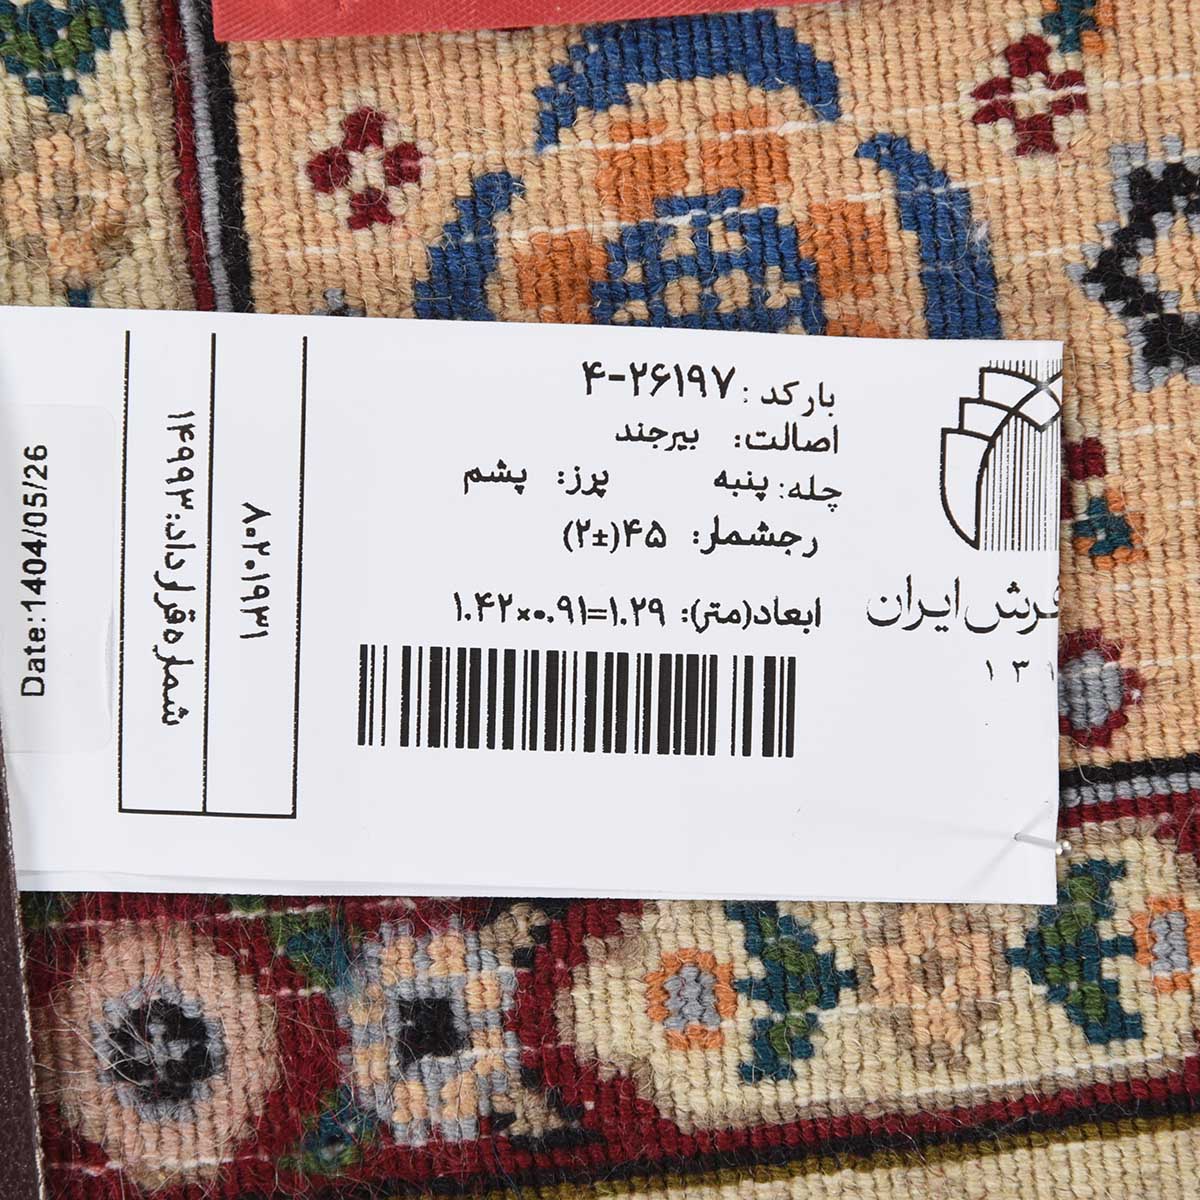 بارکد: ۴-۲۶۱۹۷
اصالت: بیرجند
چله: پنبه پرز: پشم
رجشمار: ۴۵(±۲)
ابعاد(متر): ۱.۴۲×۰.۹۱=۱.۲۹
فرش ایران
۱۳۱
۸۰۲۰۱۹۳۱
شماره قرارداد: ۱۴۹۹۳
Date:1404/05/26